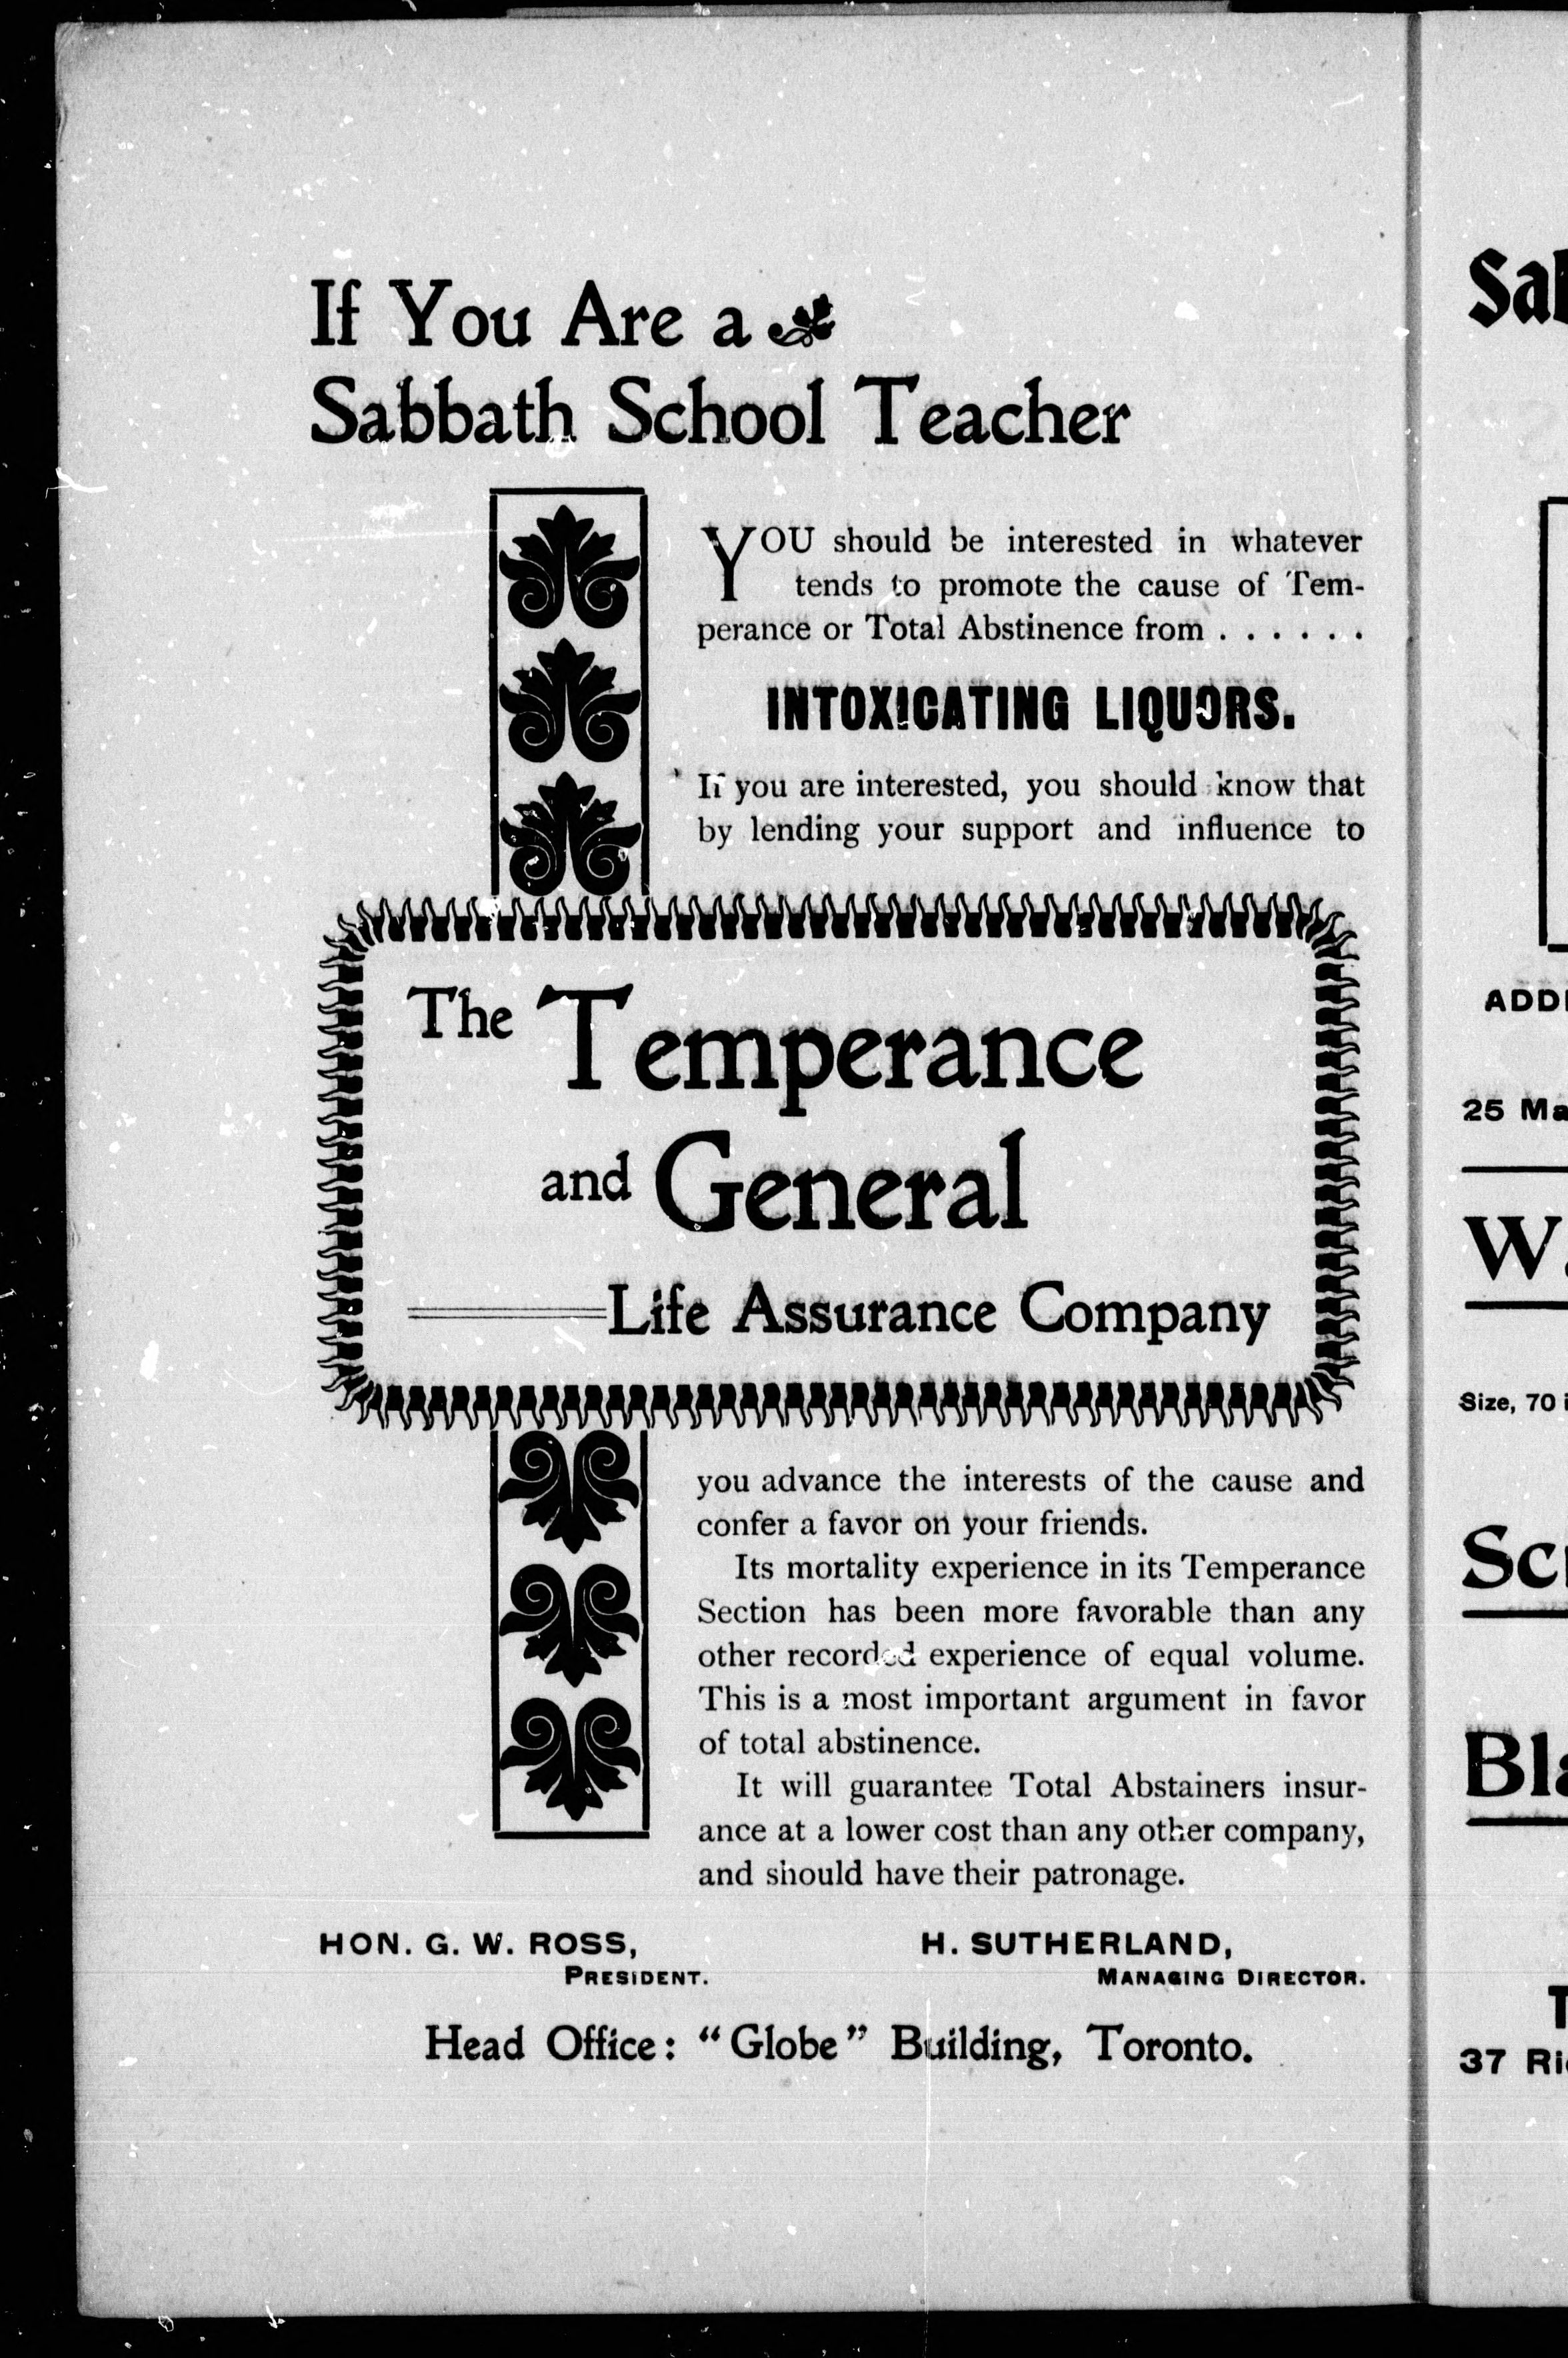 If You Are a
Sabbath School Teacher
YOU should be interested in whatever
tends to promote the cause of Tem-
perance or Total Abstinence from . . . . . .
INTOXICATING LIQUORS.
If you are interested, you should know that
by lending your support and influence to
The Temperance
and General
Life Assurance Company
you advance the interests of the cause and
confer a favor on your friends.
Its mortality experience in its Temperance
Section has been more favorable than any
other recorded experience of equal volume.
This is a most important argument in favor
of total abstinence.
It will guarantee Total Abstainers insur-
ance at a lower cost than any other company,
and should have their patronage.
HON. G. W. ROSS,
PRESIDENT.
H. SUTHERLAND,
MANAGING DIRECTOR.
Head Office: "Globe" Building, Toronto.
25
W.
Size, 70
37